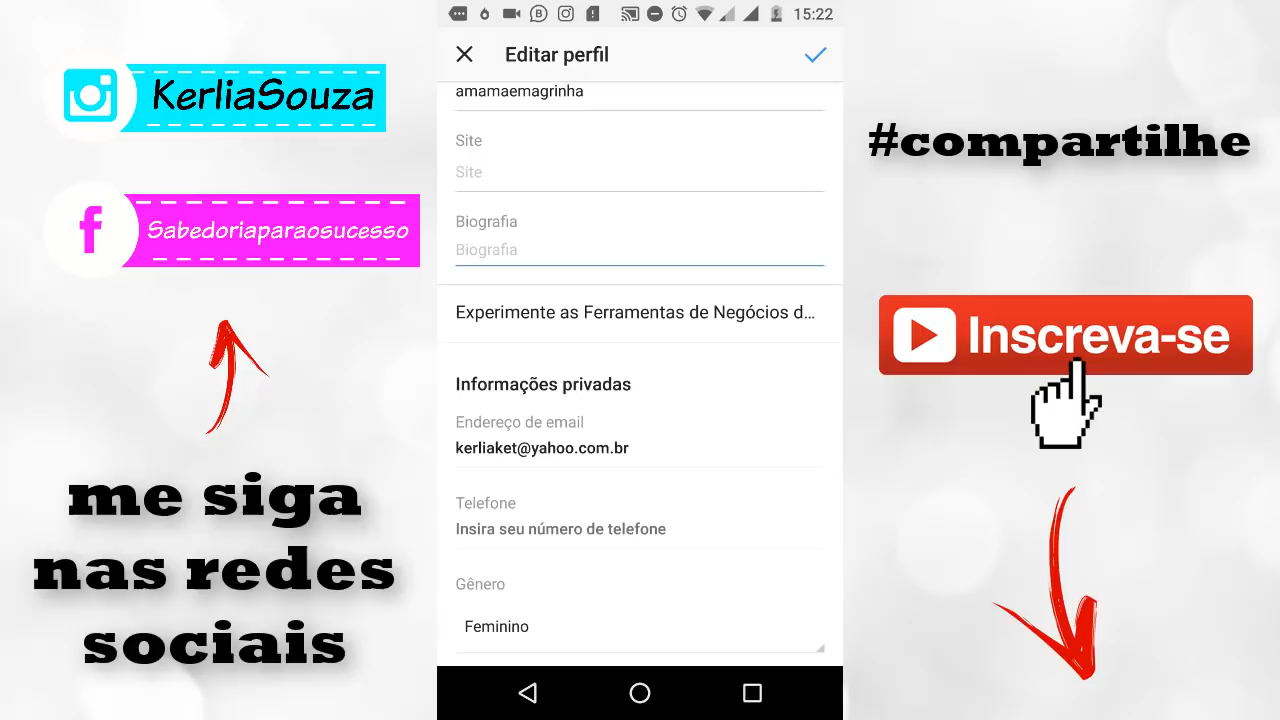 KerliaSouza
Sabedoriaparaosucesso
me siga
nas redes
sociais
15:22
Editar perfil
amamaemagrinha
Site
Site
Biografia
Biografia
Experimente as Ferramentas de Negócios d...
Informações privadas
Endereço de email
kerliaket@yahoo.com.br
Telefone
Insira seu número de telefone
Gênero
Feminino
#compartilhe
Inscreva-se